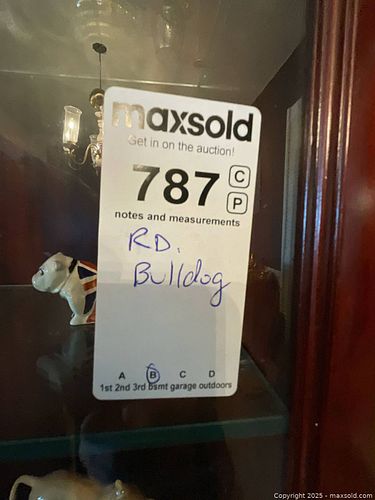 maxsold
Get in on the auction!
787 C
P
notes and measurements
RD.
Bulldog
A B C D
1st 2nd 3rd bsmt garage outdoors
Copyright © 2025 - maxsold.com